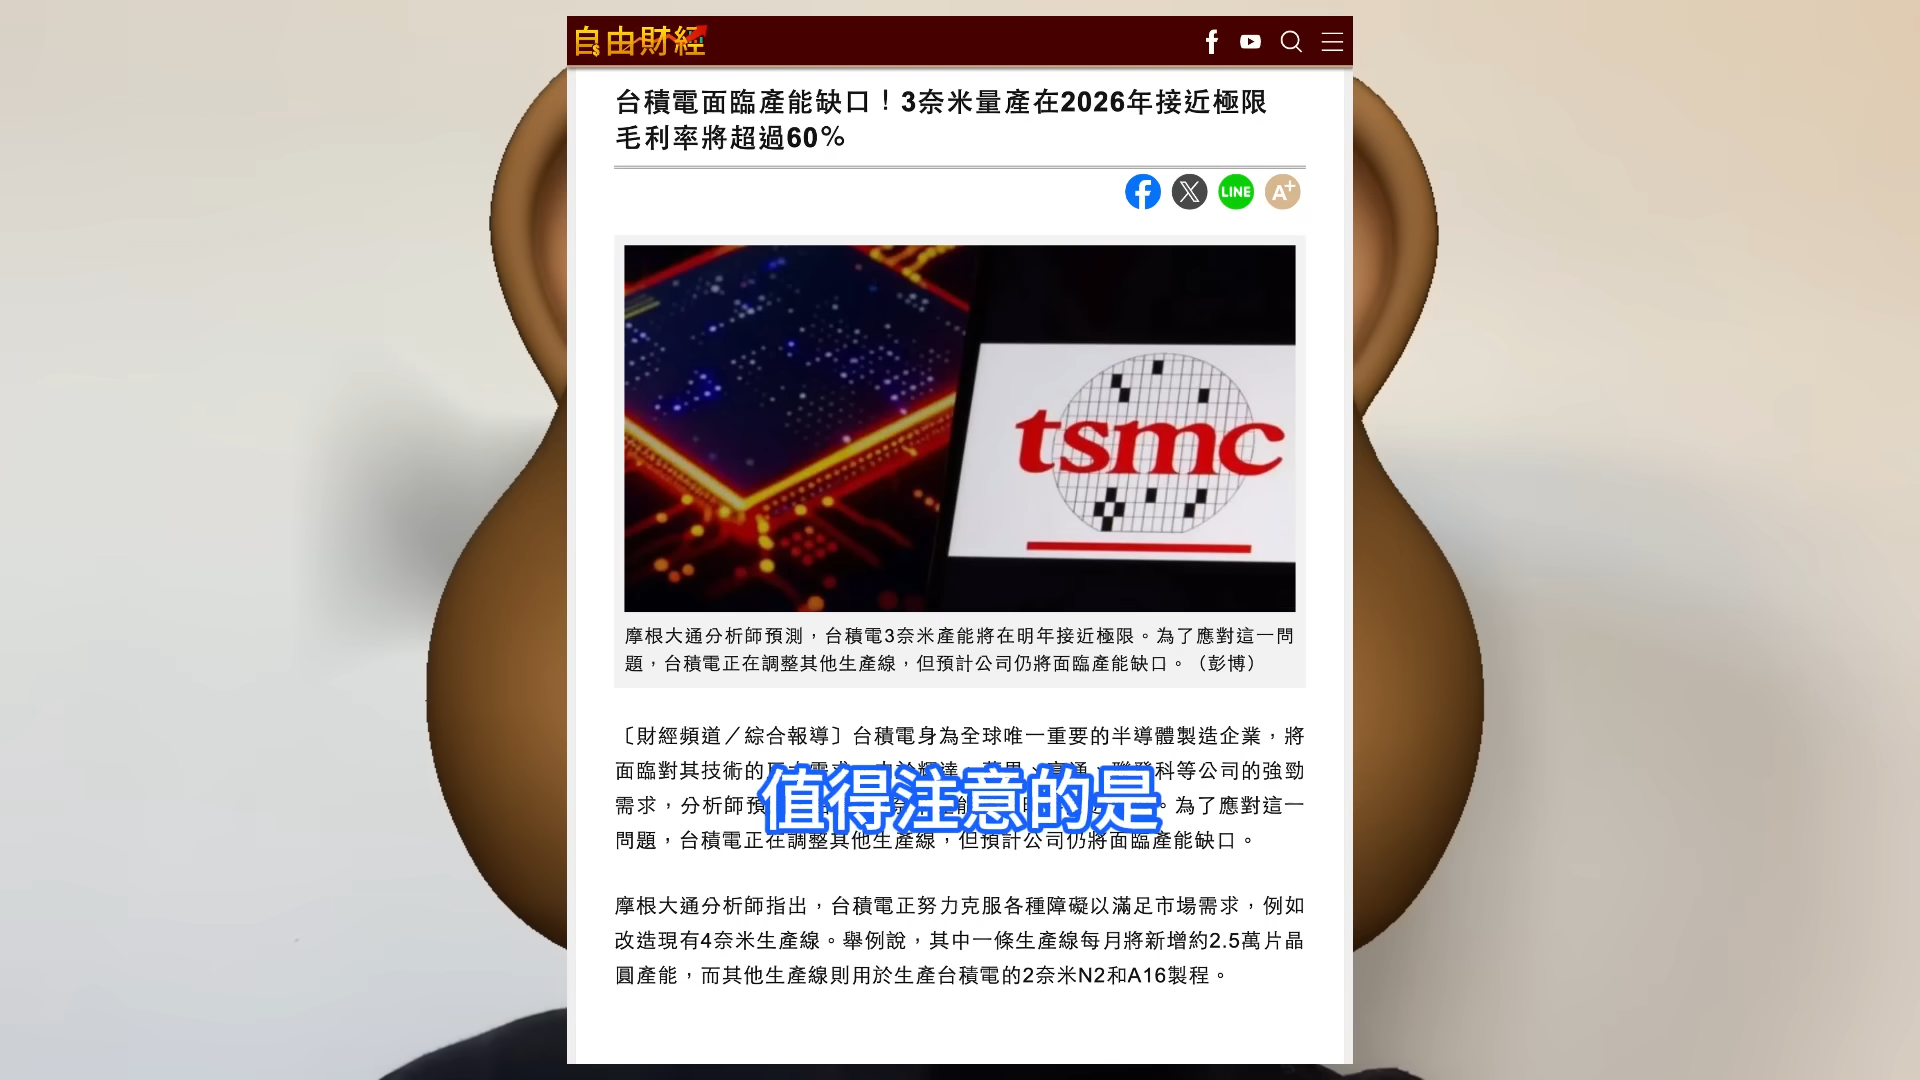 自由財經
台積電面臨產能缺口！3奈米量產在2026年接近極限
毛利率將超過60％
LINE
A+
tsmc
摩根大通分析師預測，台積電3奈米產能將在明年接近極限。為了應對這一問
題，台積電正在調整其他生產線，但預計公司仍將面臨產能缺口。（彭博）
〔財經頻道／綜合報導〕台積電身為全球唯一重要的半導體製造企業，將
面臨對其技術的 科等公司的強勁
需求，分析師預 。為了應對這一
值得注意的是
問題，台積電正在調整其他生產線，但預計公司仍將面臨產能缺口。
摩根大通分析師指出，台積電正努力克服各種障礙以滿足市場需求，例如
改造現有4奈米生產線。舉例說，其中一條生產線每月將新增約2.5萬片晶
圓產能，而其他生產線則用於生產台積電的2奈米N2和A16製程。